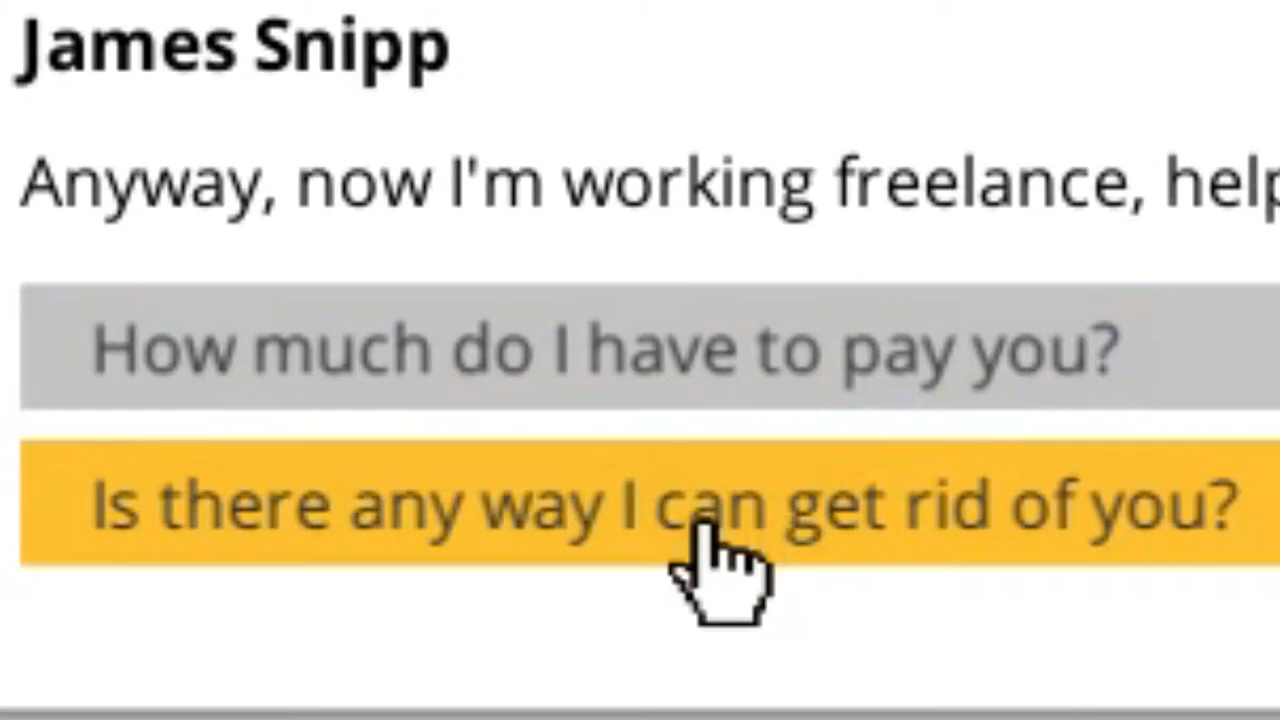 James Snipp
Anyway, now I'm working freelance, help
How much do I have to pay you?
Is there any way I can get rid of you?